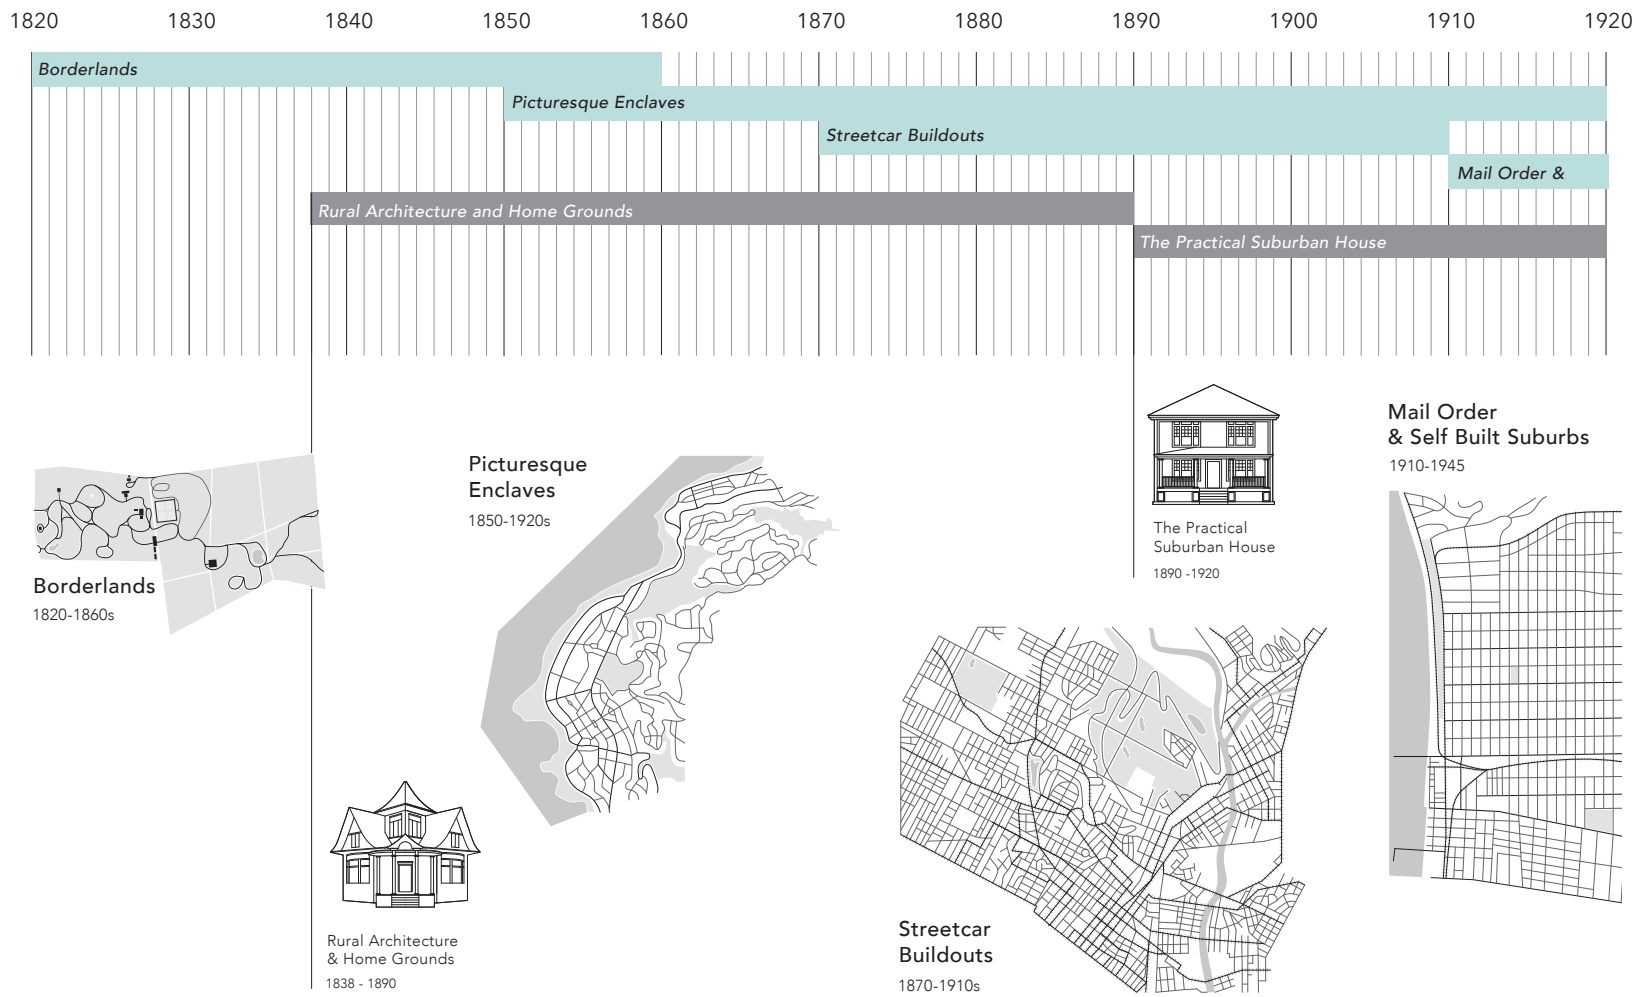 1820 1830 1840 1850 1860 1870 1880 1890 1900 1910 1920
Borderlands
Picturesque Enclaves
Streetcar Buildouts
Mail Order &
Rural Architecture and Home Grounds
The Practical Suburban House
Borderlands
1820-1860s
Rural Architecture
& Home Grounds
1838 - 1890
Picturesque
Enclaves
1850-1920s
Streetcar
Buildouts
1870-1910s
The Practical
Suburban House
1890 -1920
Mail Order
& Self Built Suburbs
1910-1945